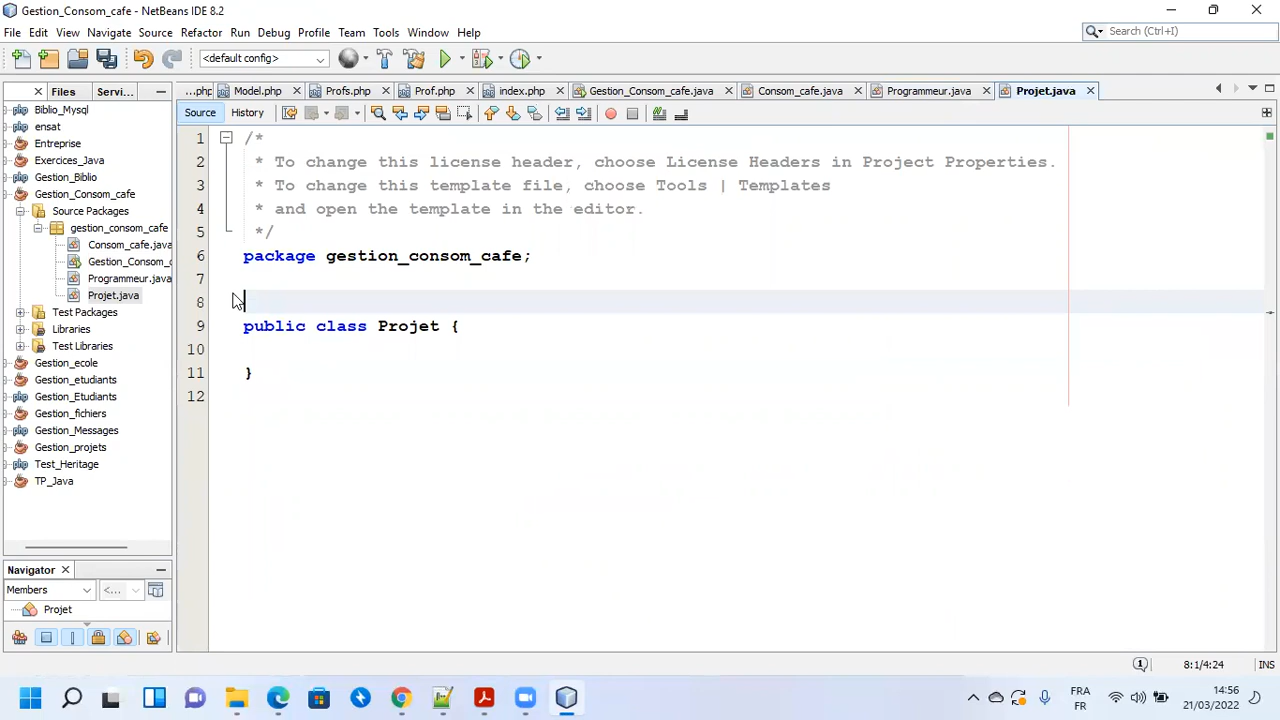 Gestion_Consom_cafe - NetBeans IDE 8.2
File Edit View Navigate Source Refactor Run Debug Profile Team Tools Window Help
Search (Ctrl+I)
<default config>
Files Servi...
...php Model.php Profs.php Prof.php index.php Gestion_Consom_cafe.java Consom_cafe.java Programmeur.java Projet.java
Source History
Biblio_Mysql
ensat
Entreprise
Exercices_Java
Gestion_Biblio
Gestion_Consom_cafe
Source Packages
gestion_consom_cafe
Consom_cafe.java
Gestion_Consom_c
Programmeur.java
Projet.java
Test Packages
Libraries
Test Libraries
Gestion_ecole
Gestion_etudiants
Gestion_Etudiants
Gestion_fichiers
Gestion_Messages
Gestion_projets
Test_Heritage
TP_Java
1 /*
2 * To change this license header, choose License Headers in Project Properties.
3 * To change this template file, choose Tools | Templates
4 * and open the template in the editor.
5 */
6 package gestion_consom_cafe;
7
8
9 public class Projet {
10
11 }
12
Navigator
Members <...
Projet
1 8:1/4:24 INS
FRA
FR
14:56
21/03/2022